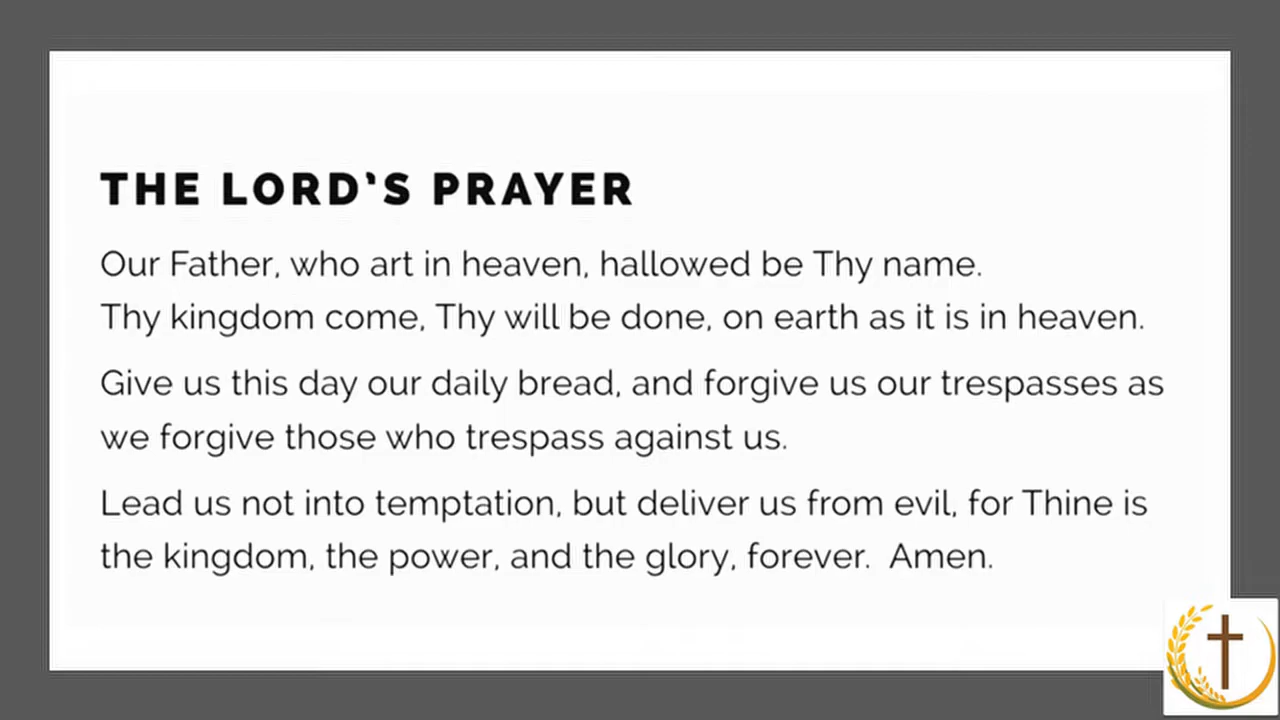 THE LORD'S PRAYER
Our Father, who art in heaven, hallowed be Thy name.
Thy kingdom come, Thy will be done, on earth as it is in heaven.
Give us this day our daily bread, and forgive us our trespasses as
we forgive those who trespass against us.
Lead us not into temptation, but deliver us from evil, for Thine is
the kingdom, the power, and the glory, forever.  Amen.